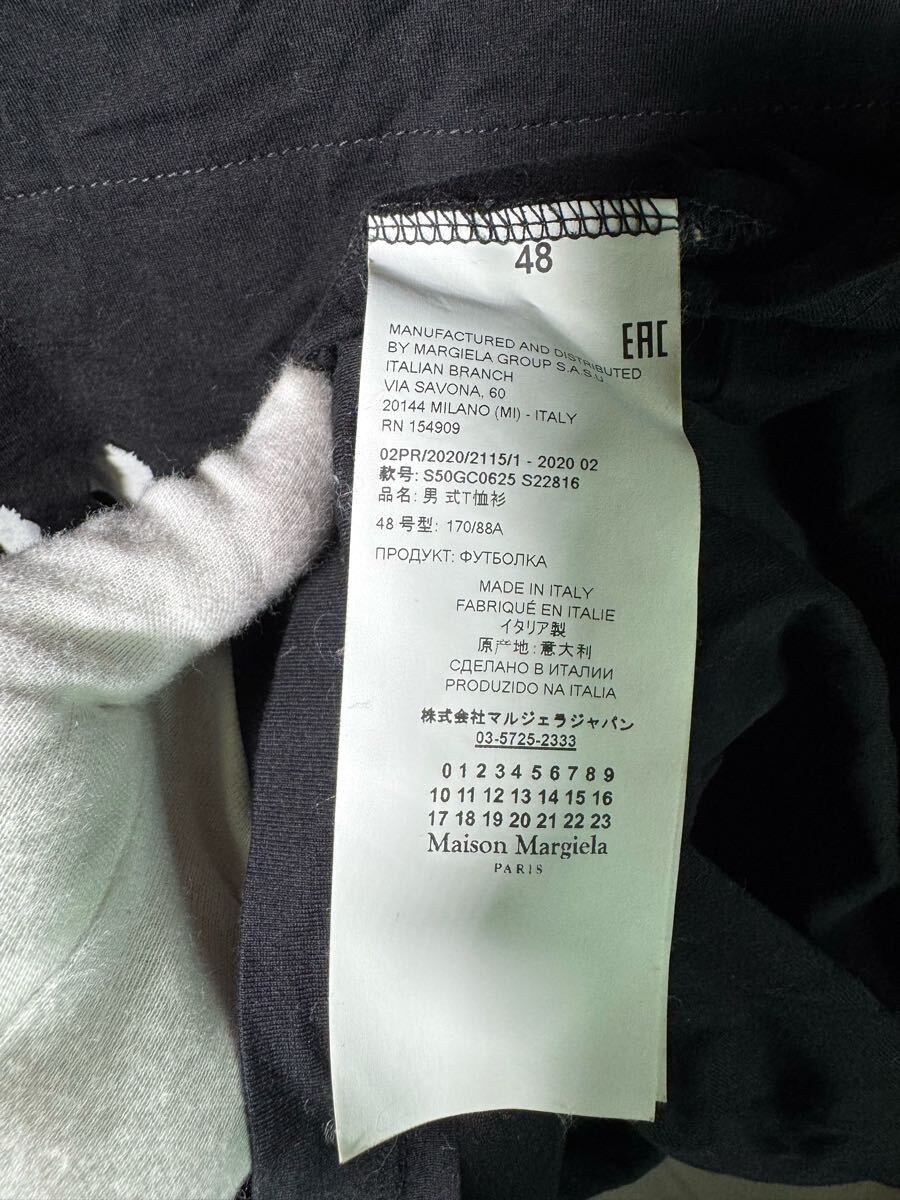 48
EAC
MANUFACTURED AND DISTRIBUTED
BY MARGIELA GROUP S.A.S.U
ITALIAN BRANCH
VIA SAVONA, 60
20144 MILANO (MI) - ITALY
RN 154909
02PR/2020/2115/1 - 2020 02
款号: S50GC0625 S22816
品名: 男 式T恤衫
48 号型: 170/88A
ПРОДУКТ: ФУТБОЛКА
MADE IN ITALY
FABRIQUÉ EN ITALIE
イタリア製
原产地: 意大利
СДЕЛАНО В ИТАЛИИ
PRODUZIDO NA ITALIA
株式会社マルジェラジャパン
03-5725-2333
0 1 2 3 4 5 6 7 8 9
10 11 12 13 14 15 16
17 18 19 20 21 22 23
Maison Margiela
PARIS